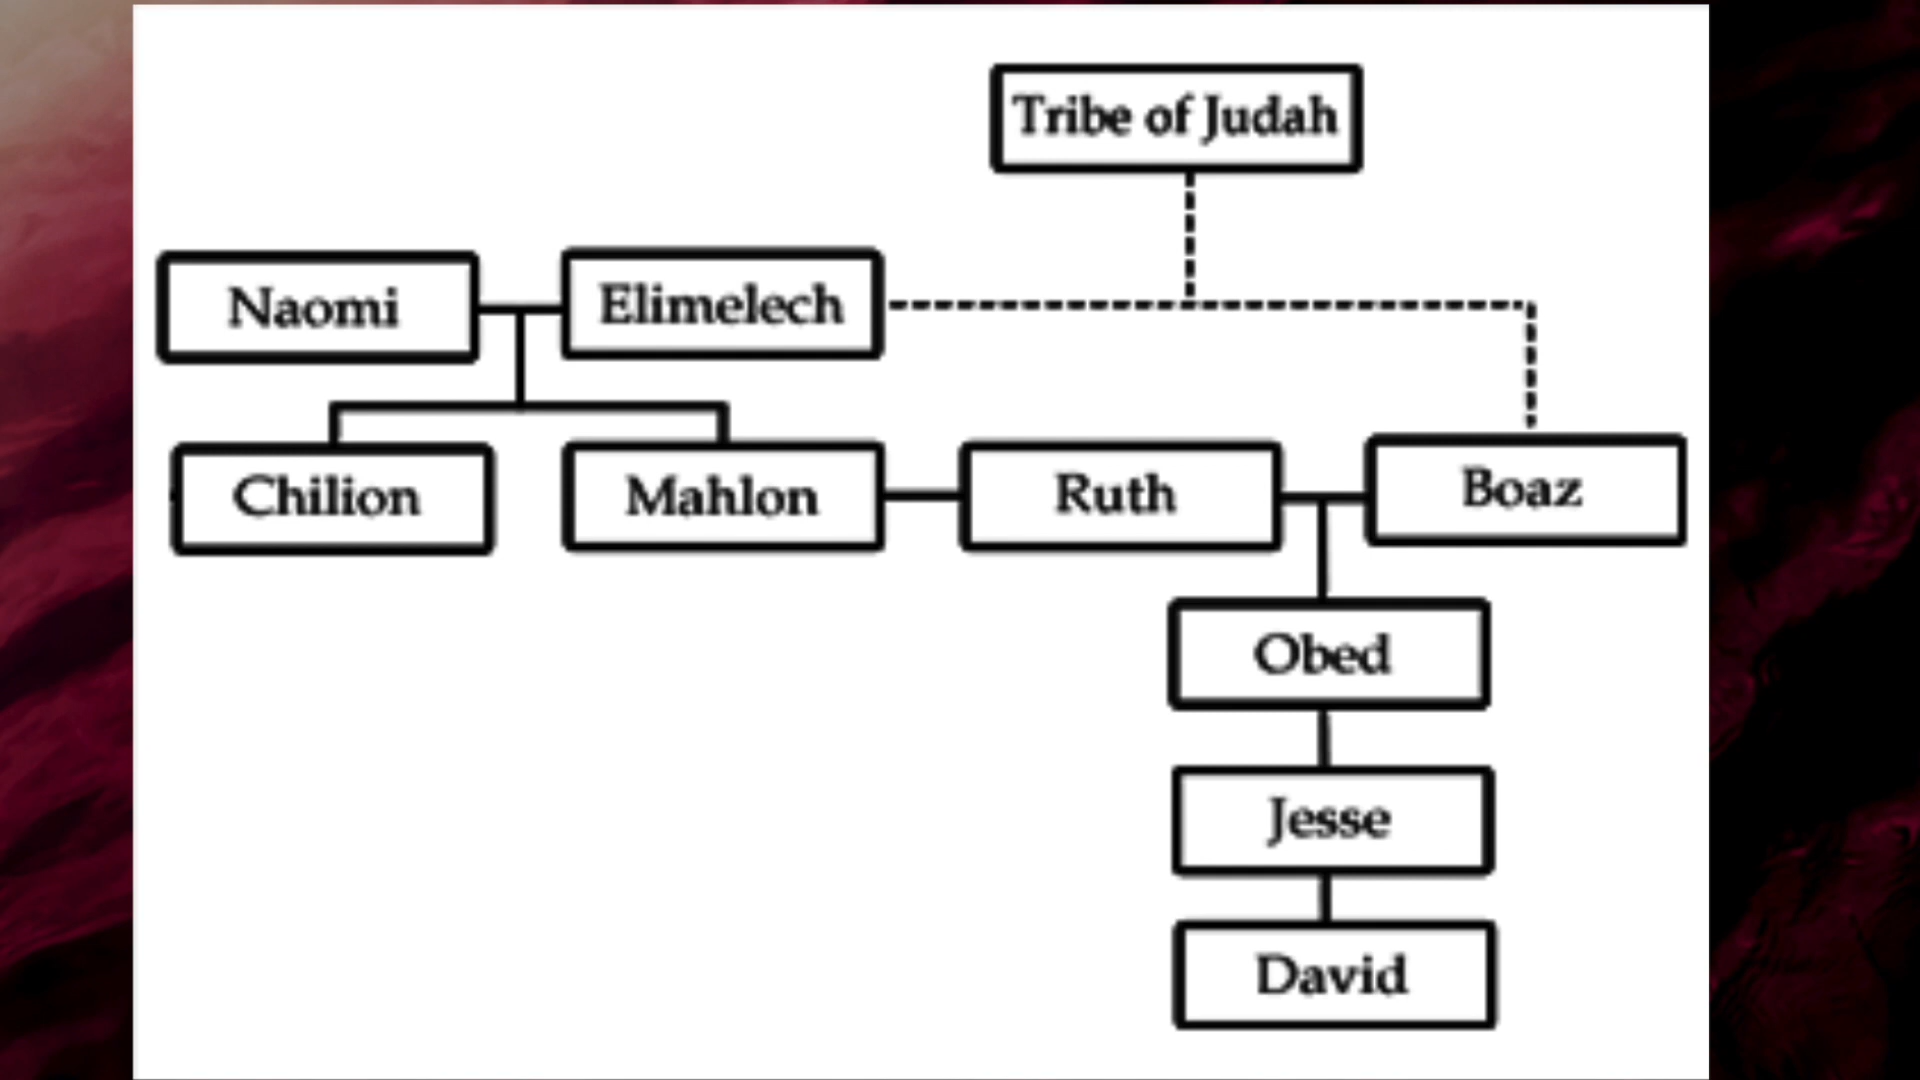 Tribe of Judah
Naomi
Elimelech
Chilion
Mahlon
Ruth
Boaz
Obed
Jesse
David